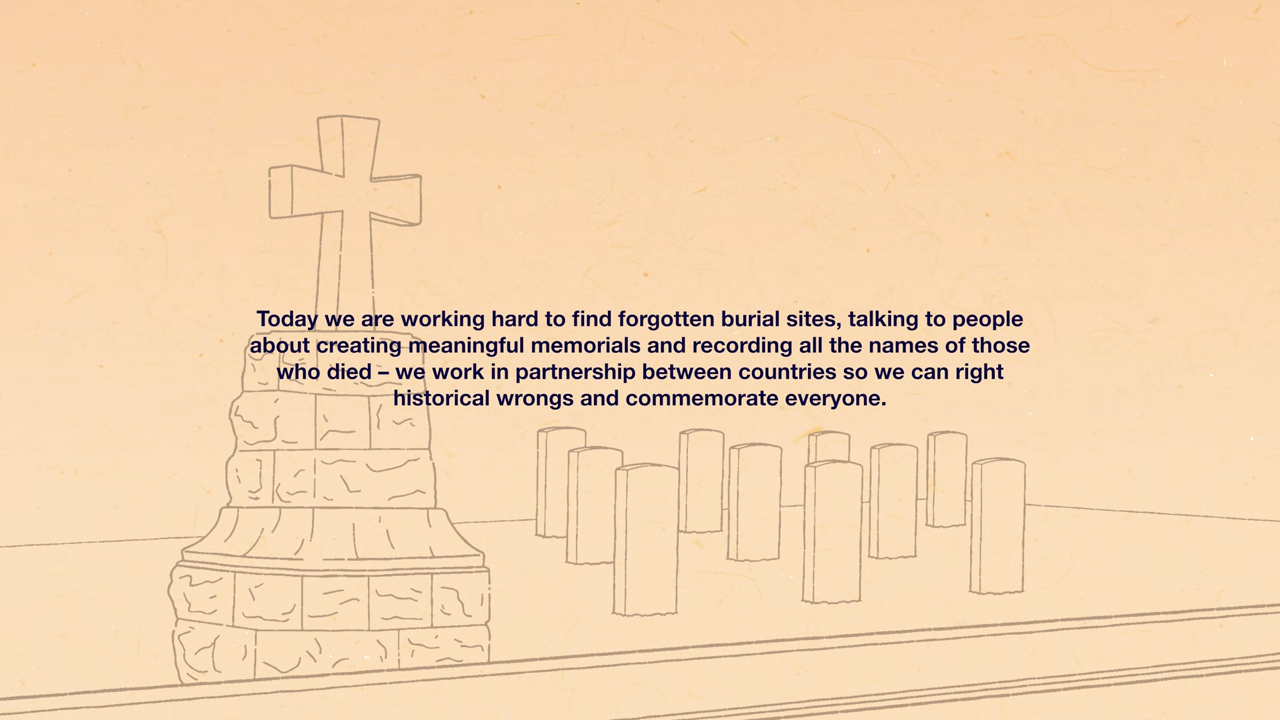 Today we are working hard to find forgotten burial sites, talking to people
about creating meaningful memorials and recording all the names of those
who died – we work in partnership between countries so we can right
historical wrongs and commemorate everyone.